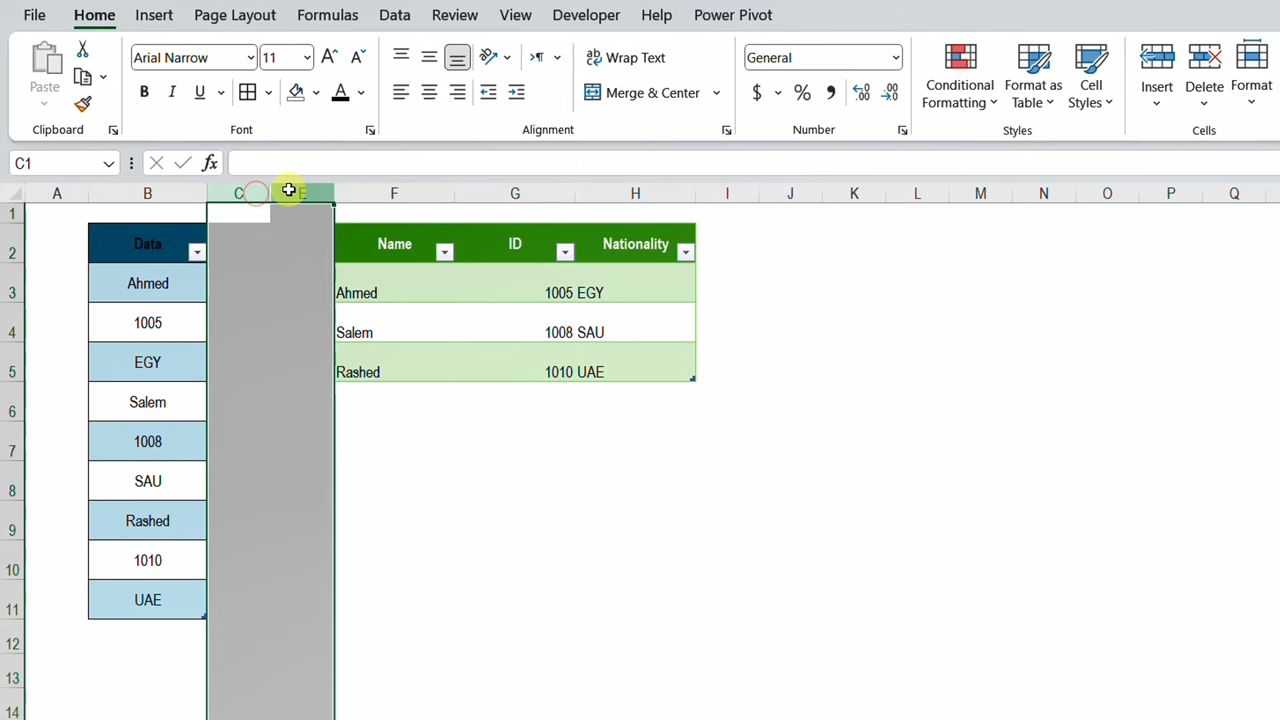 File Home Insert Page Layout Formulas Data Review View Developer Help Power Pivot
Paste
Clipboard
Arial Narrow 11
B I U A
Font
Wrap Text
Merge & Center
Alignment
General
$ % 9
Number
Conditional Formatting
Format as Table
Cell Styles
Styles
Insert Delete Format
Cells
C1 fx
A B C E F G H I J K L M N O P Q
1
2 Data Name ID Nationality
3 Ahmed Ahmed 1005 EGY
4 1005 Salem 1008 SAU
5 EGY Rashed 1010 UAE
6 Salem
7 1008
8 SAU
9 Rashed
10 1010
11 UAE
12
13
14